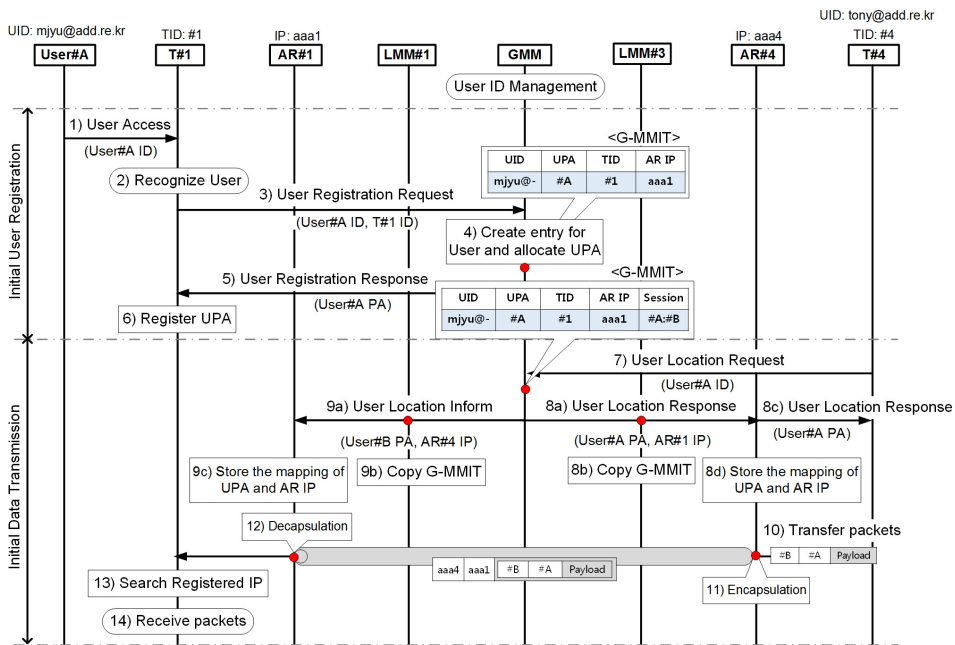 UID: tony@add.re.kr
UID: mjyu@add.re.kr TID: #1 IP: aaa1 IP: aaa4 TID: #4
User#A T#1 AR#1 LMM#1 GMM LMM#3 AR#4 T#4
User ID Management
Initial User Registration
1) User Access
(User#A ID)
<G-MMIT>
UID UPA TID AR IP
mjyu@- #A #1 aaa1
2) Recognize User
3) User Registration Request
(User#A ID, T#1 ID)
4) Create entry for
User and allocate UPA
<G-MMIT>
5) User Registration Response
(User#A PA)
UID UPA TID AR IP Session
mjyu@- #A #1 aaa1 #A:#B
6) Register UPA
Initial Data Transmission
7) User Location Request
(User#A ID)
9a) User Location Inform 8a) User Location Response 8c) User Location Response
(User#B PA, AR#4 IP) (User#A PA, AR#1 IP) (User#A PA)
9b) Copy G-MMIT 8b) Copy G-MMIT
9c) Store the mapping of
UPA and AR IP
8d) Store the mapping of
UPA and AR IP
12) Decapsulation
10) Transfer packets
#B #A Payload
aaa4 aaa1 #B #A Payload
11) Encapsulation
13) Search Registered IP
14) Receive packets